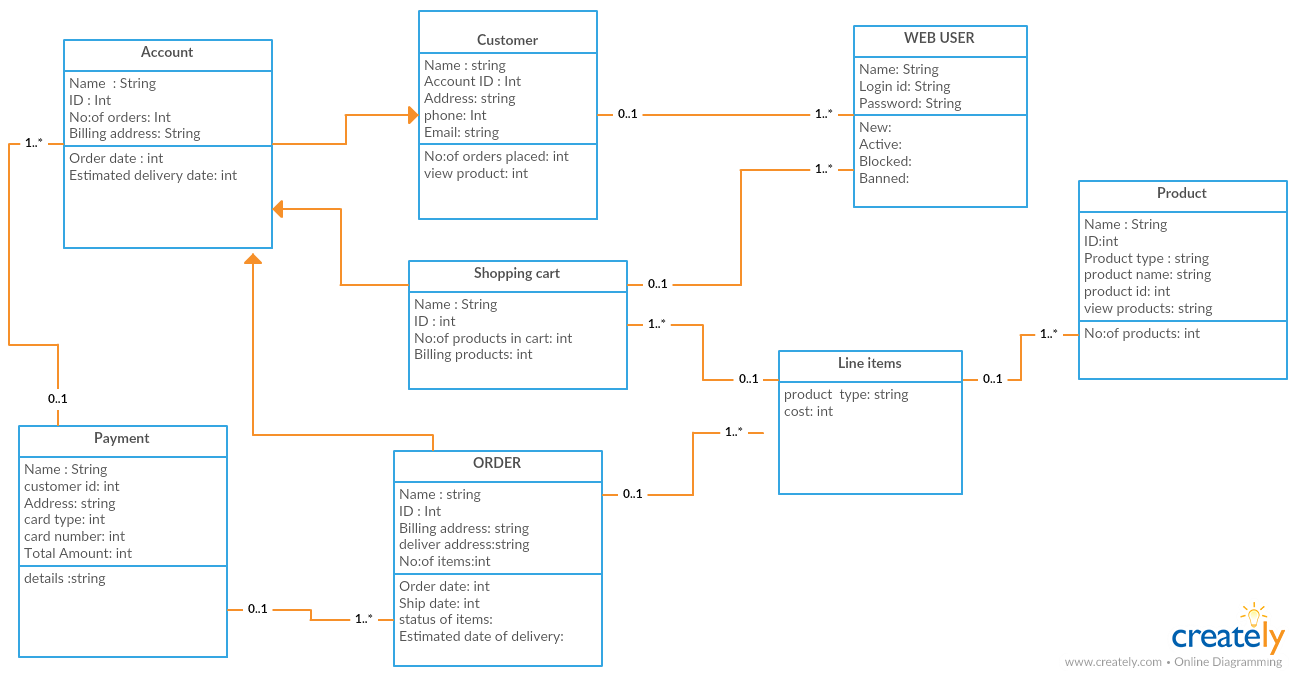 Account
Name  : String
ID : Int
No:of orders: Int
Billing address: String
Order date : int
Estimated delivery date: int
Customer
Name : string
Account ID : Int
Address: string
phone: Int
Email: string
No:of orders placed: int
view product: int
WEB USER
Name: String
Login id: String
Password: String
New:
Active:
Blocked:
Banned:
0..1
1..*
1..*
1..*
0..1
Product
Name : String
ID:int
Product type : string
product name: string
product id: int
view products: string
No:of products: int
Shopping cart
Name : String
ID : int
No:of products in cart: int
Billing products: int
0..1
1..*
0..1
Line items
product  type: string
cost: int
0..1
1..*
1..*
0..1
Payment
Name : String
customer id: int
Address: string
card type: int
card number: int
Total Amount: int
details :string
0..1
1..*
ORDER
Name : string
ID : Int
Billing address: string
deliver address:string
No:of items:int
Order date: int
Ship date: int
status of items:
Estimated date of delivery:
creately
www.creately.com • Online Diagramming